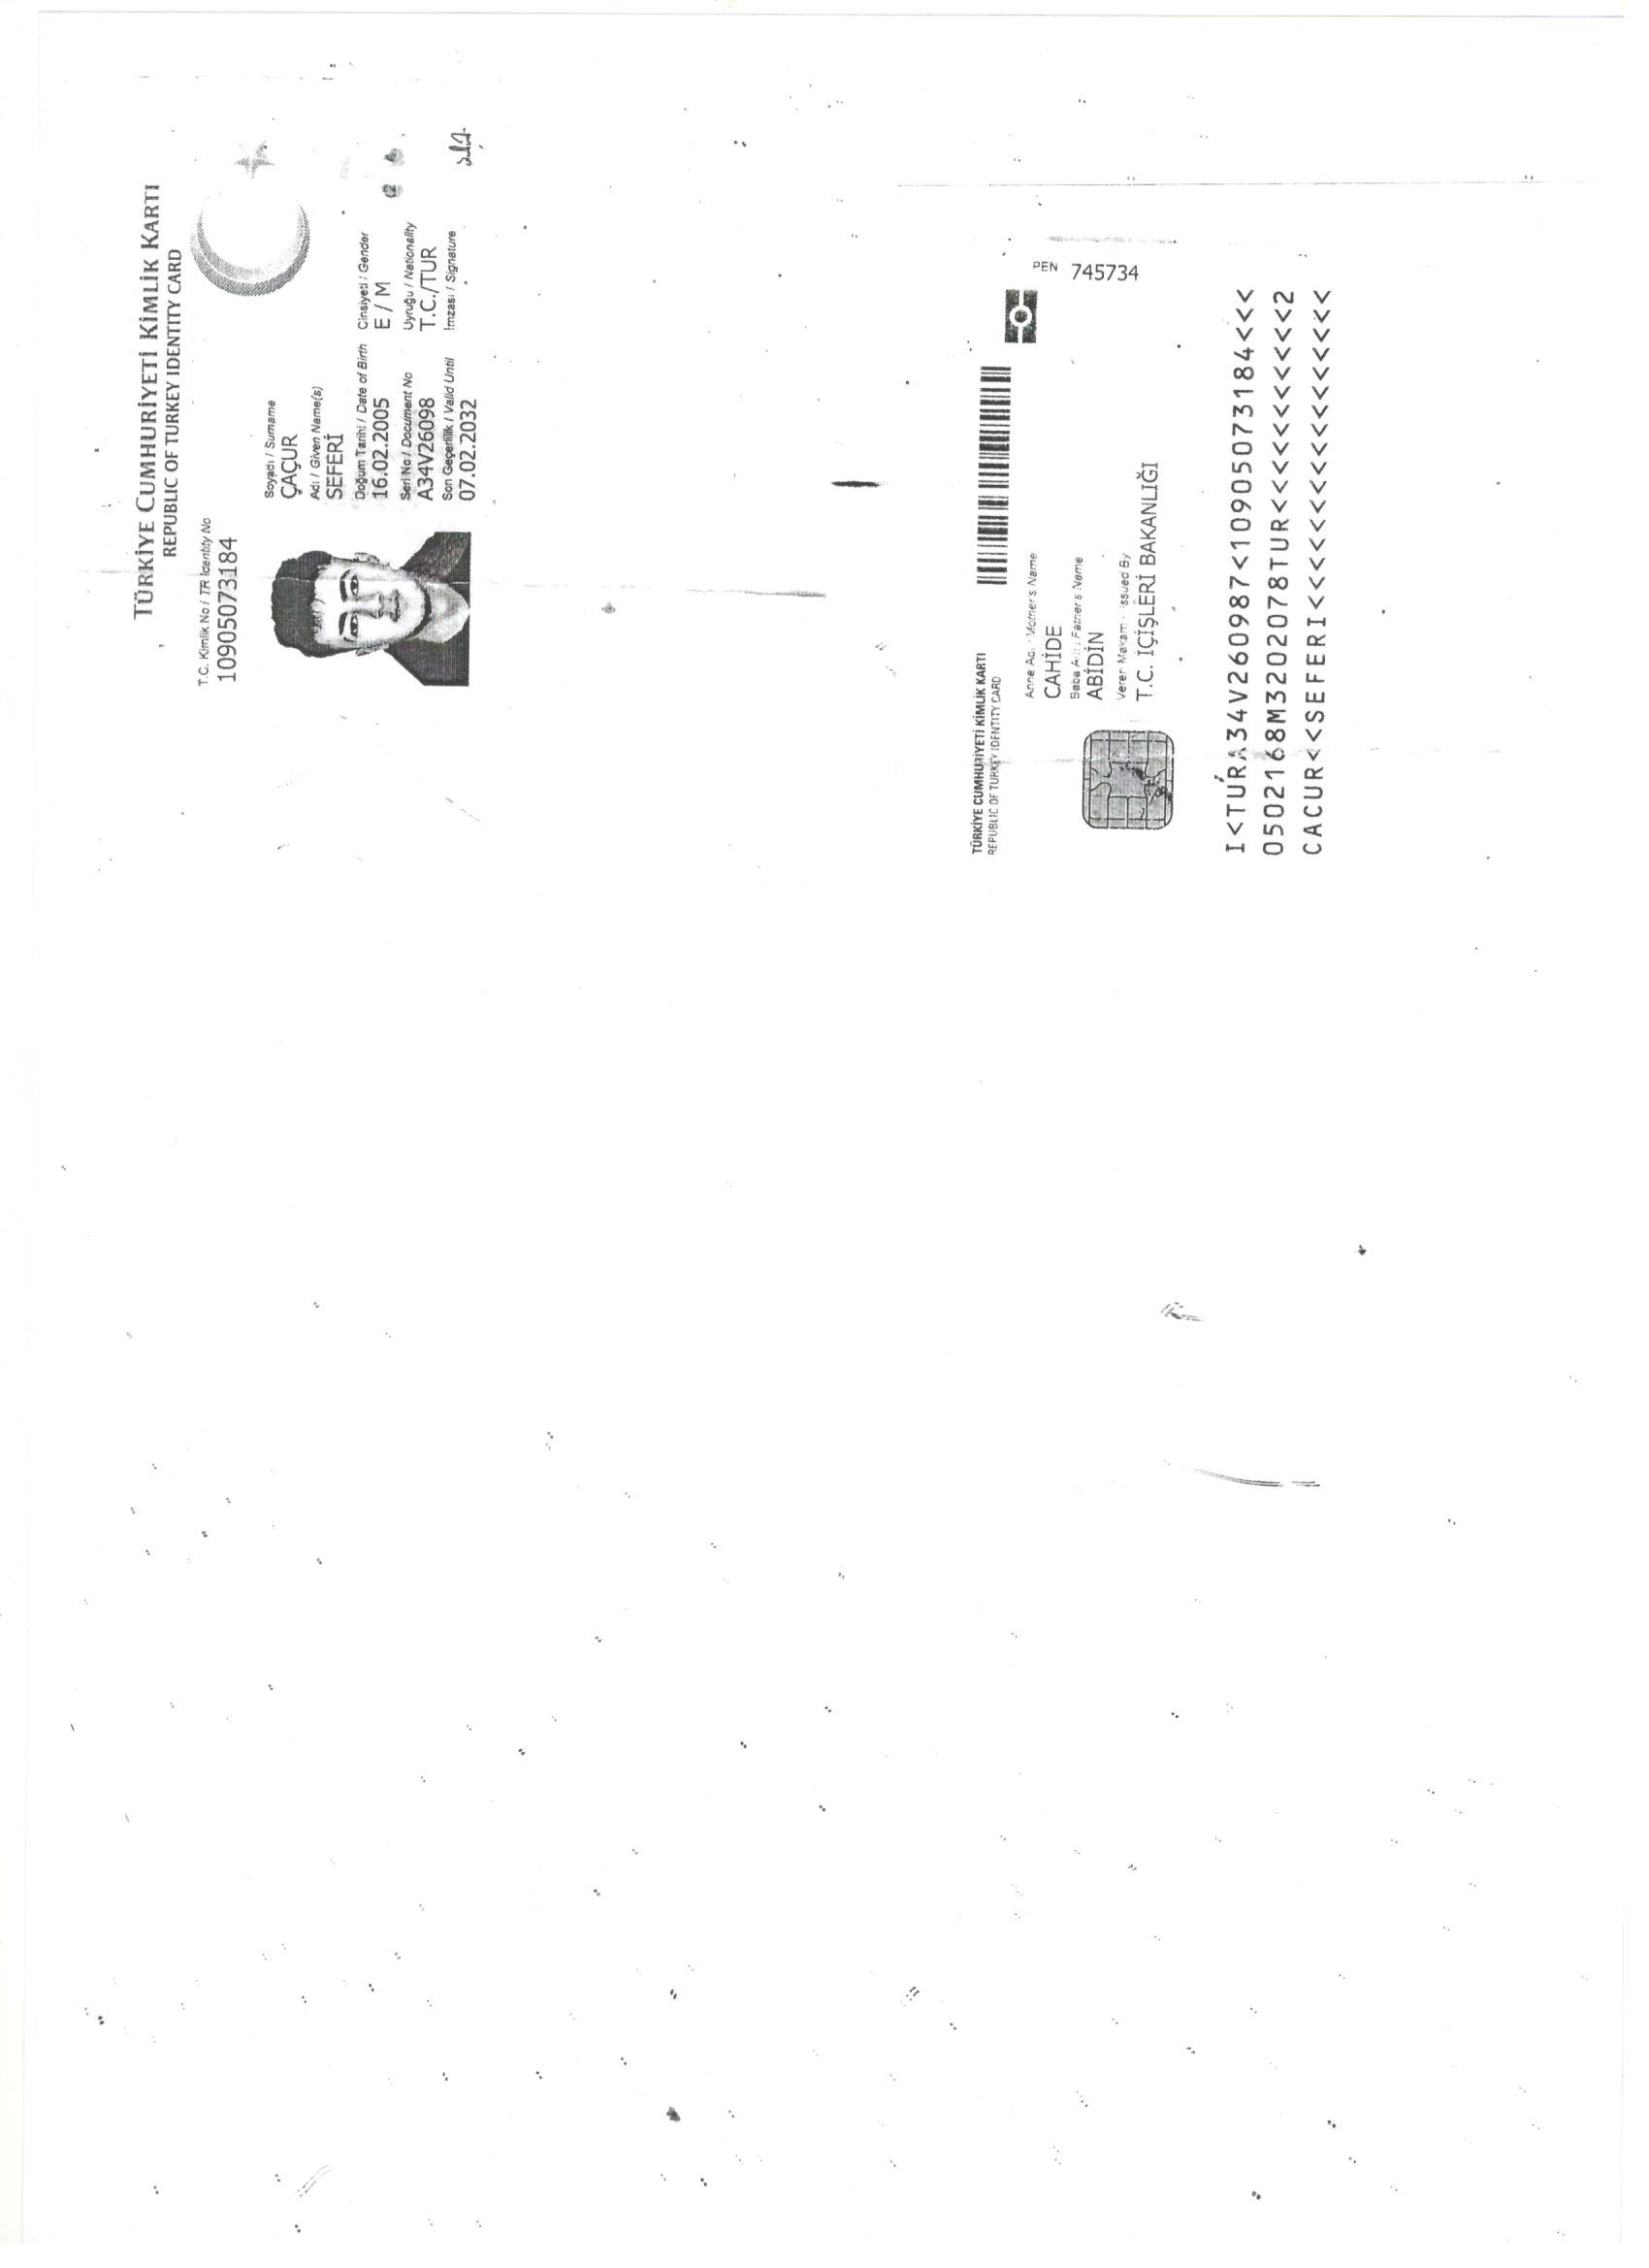 TÜRKİYE CUMHURİYETİ KİMLİK KARTI
REPUBLIC OF TURKEY IDENTITY CARD
T.C. Kimlik No / TR Identity No
10905073184
Soyadı / Surname
ÇAÇUR
Adı / Given Name(s)
SEFERİ
Doğum Tarihi / Date of Birth Cinsiyeti / Gender
16.02.2005 E / M
Seri No / Document No Uyruğu / Nationality
A34V26098 T.C./TUR
Son Geçerlilik / Valid Until İmzası / Signature
07.02.2032
TÜRKİYE CUMHURİYETİ KİMLİK KARTI
REPUBLIC OF TURKEY IDENTITY CARD
PEN 745734
Anne Adı / Mother's Name
CAHİDE
Baba Adı / Father's Name
ABİDİN
Veren Makam / Issued By
T.C. İÇİŞLERİ BAKANLIĞI
I<TURA34V260987<10905073184<<<
0502168M3202078TUR<<<<<<<<<<<2
CACUR<<SEFERI<<<<<<<<<<<<<<<<<